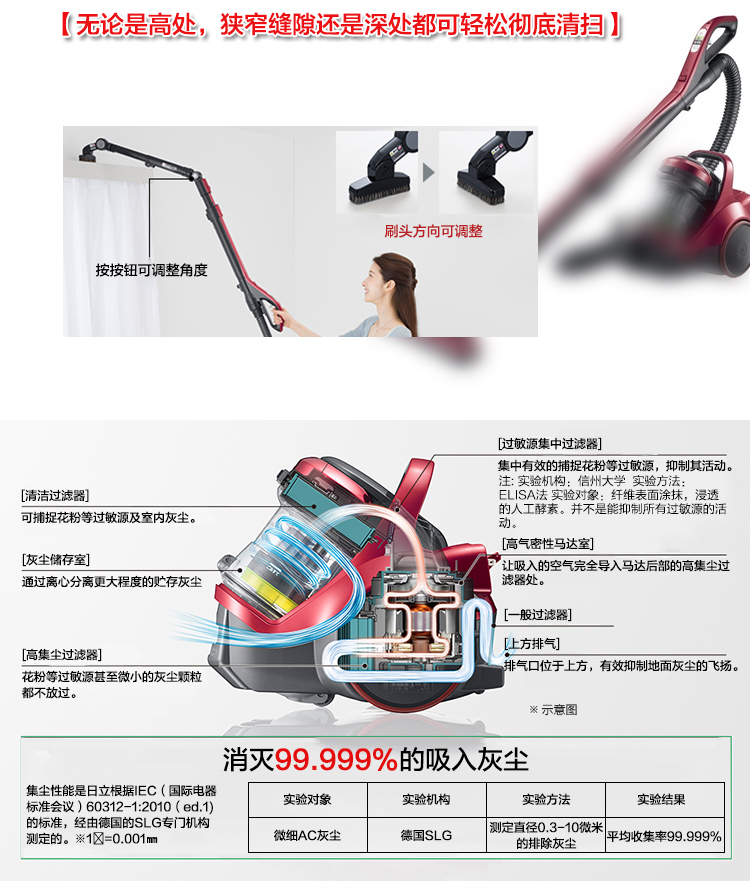 【无论是高处，狭窄缝隙还是深处都可轻松彻底清扫】
刷头方向可调整
按按钮可调整角度
[过敏源集中过滤器]
集中有效的捕捉花粉等过敏源，抑制其活动。
注: 实验机构：信州大学 实验方法：
ELISA法 实验对象：纤维表面涂抹，浸透
的人工酵素。并不是能抑制所有过敏源的活
动。
[清洁过滤器]
可捕捉花粉等过敏源及室内灰尘。
[高气密性马达室]
让吸入的空气完全导入马达后部的高集尘过
滤器处。
[灰尘储存室]
通过离心分离更大程度的贮存灰尘
[一般过滤器]
[上方排气]
排气口位于上方，有效抑制地面灰尘的飞扬。
[高集尘过滤器]
花粉等过敏源甚至微小的灰尘颗粒
都不放过。
※ 示意图
消灭99.999%的吸入灰尘
集尘性能是日立根据IEC（国际电器
标准会议）60312-1:2010（ed.1)
的标准，经由德国的SLG专门机构
测定的。※1☒=0.001㎜
实验对象 实验机构 实验方法 实验结果
微细AC灰尘 德国SLG 测定直径0.3-10微米的排除灰尘 平均收集率99.999%